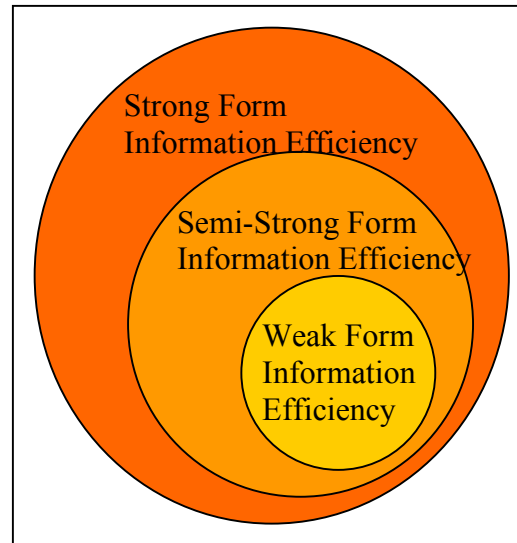 Strong Form
Information Efficiency
Semi-Strong Form
Information Efficiency
Weak Form
Information
Efficiency